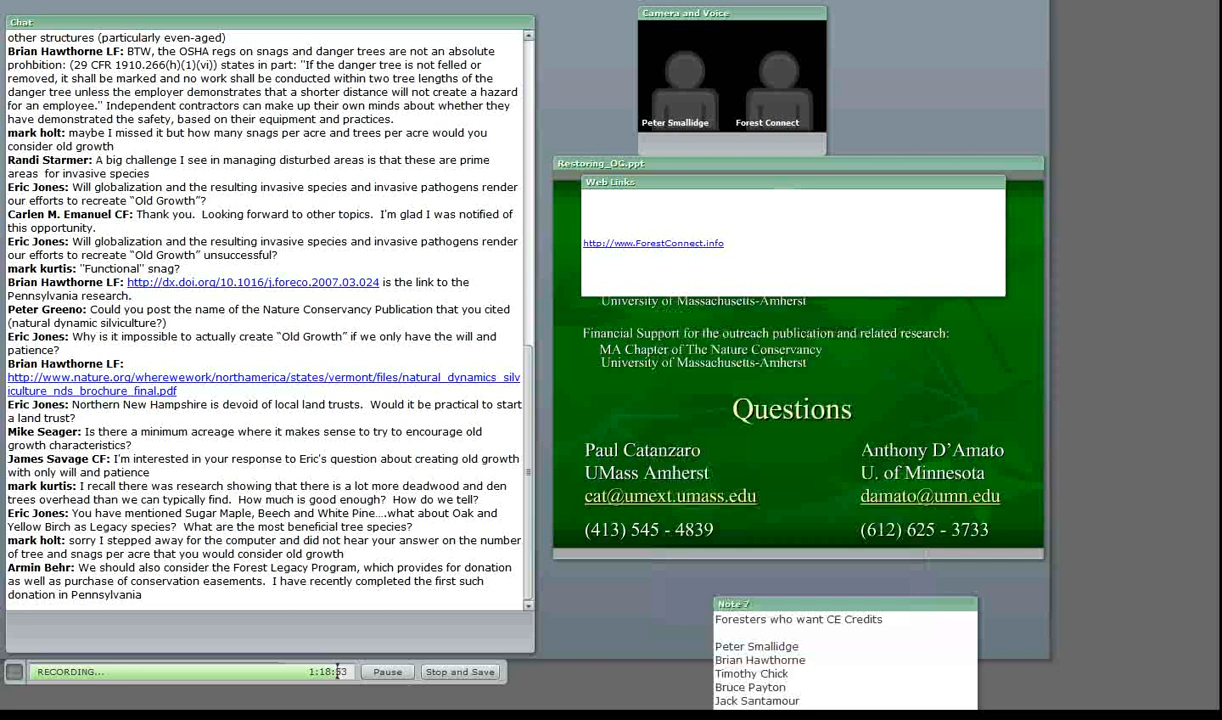 Chat
other structures (particularly even-aged)
Brian Hawthorne LF: BTW, the OSHA regs on snags and danger trees are not an absolute
prohbition: (29 CFR 1910.266(h)(1)(vi)) states in part: "If the danger tree is not felled or
removed, it shall be marked and no work shall be conducted within two tree lengths of the
danger tree unless the employer demonstrates that a shorter distance will not create a hazard
for an employee." Independent contractors can make up their own minds about whether they
have demonstrated the safety, based on their equipment and practices.
mark holt: maybe I missed it but how many snags per acre and trees per acre would you
consider old growth
Randi Starmer: A big challenge I see in managing disturbed areas is that these are prime
areas  for invasive species
Eric Jones: Will globalization and the resulting invasive species and invasive pathogens render
our efforts to recreate “Old Growth”?
Carlen M. Emanuel CF: Thank you.  Looking forward to other topics.  I'm glad I was notified of
this opportunity.
Eric Jones: Will globalization and the resulting invasive species and invasive pathogens render
our efforts to recreate “Old Growth” unsuccessful?
mark kurtis: "Functional" snag?
Brian Hawthorne LF: http://dx.doi.org/10.1016/j.foreco.2007.03.024 is the link to the
Pennsylvania research.
Peter Greeno: Could you post the name of the Nature Conservancy Publication that you cited
(natural dynamic silviculture?)
Eric Jones: Why is it impossible to actually create “Old Growth” if we only have the will and
patience?
Brian Hawthorne LF:
http://www.nature.org/wherewework/northamerica/states/vermont/files/natural_dynamics_silv
iculture_nds_brochure_final.pdf
Eric Jones: Northern New Hampshire is devoid of local land trusts.  Would it be practical to start
a land trust?
Mike Seager: Is there a minimum acreage where it makes sense to try to encourage old
growth characteristics?
James Savage CF: I'm interested in your response to Eric's question about creating old growth
with only will and patience
mark kurtis: I recall there was research showing that there is a lot more deadwood and den
trees overhead than we can typically find.  How much is good enough?  How do we tell?
Eric Jones: You have mentioned Sugar Maple, Beech and White Pine….what about Oak and
Yellow Birch as Legacy species?  What are the most beneficial tree species?
mark holt: sorry I stepped away for the computer and did not hear your answer on the number
of tree and snags per acre that you would consider old growth
Armin Behr: We should also consider the Forest Legacy Program, which provides for donation
as well as purchase of conservation easements.  I have recently completed the first such
donation in Pennsylvania
RECORDING...
1:18:53
Pause
Stop and Save
Camera and Voice
Peter Smallidge
Forest Connect
Restoring_OG.ppt
Web Links
http://www.ForestConnect.info
University of Massachusetts-Amherst
Financial Support for the outreach publication and related research:
MA Chapter of The Nature Conservancy
University of Massachusetts-Amherst
Questions
Paul Catanzaro
UMass Amherst
cat@umext.umass.edu
(413) 545 - 4839
Anthony D’Amato
U. of Minnesota
damato@umn.edu
(612) 625 - 3733
Note 7
Foresters who want CE Credits
Peter Smallidge
Brian Hawthorne
Timothy Chick
Bruce Payton
Jack Santamour